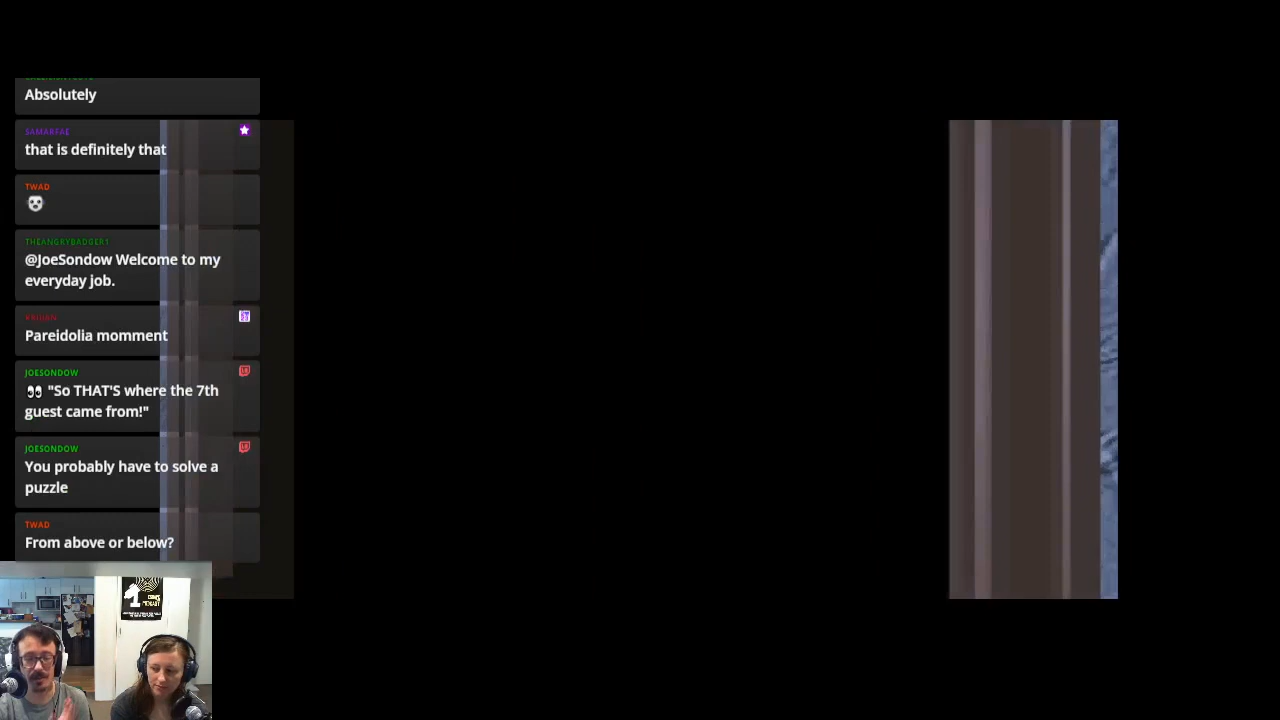 Absolutely
SAMARFAE
that is definitely that
TWAD
THEANGRYBADGER1
@JoeSondow Welcome to my
everyday job.
Pareidolia momment
JOESONDOW
"So THAT'S where the 7th
guest came from!"
JOESONDOW
You probably have to solve a
puzzle
TWAD
From above or below?